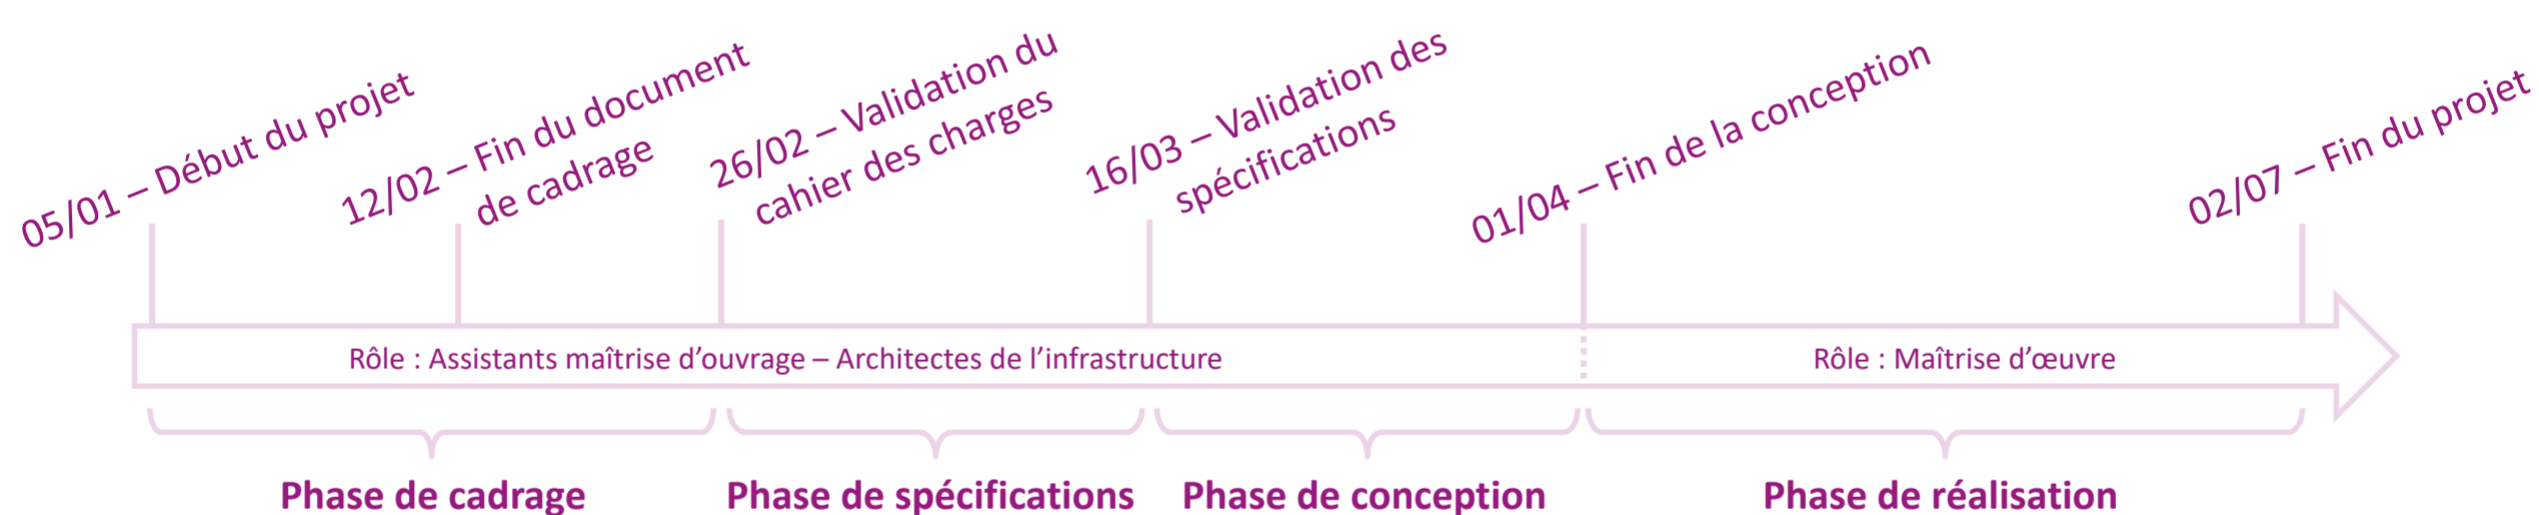 05/01 – Début du projet
12/02 – Fin du document
de cadrage
26/02 – Validation du
cahier des charges
16/03 – Validation des
spécifications
01/04 – Fin de la conception
02/07 – Fin du projet
Rôle : Assistants maîtrise d’ouvrage – Architectes de l’infrastructure
Rôle : Maîtrise d’œuvre
Phase de cadrage
Phase de spécifications
Phase de conception
Phase de réalisation